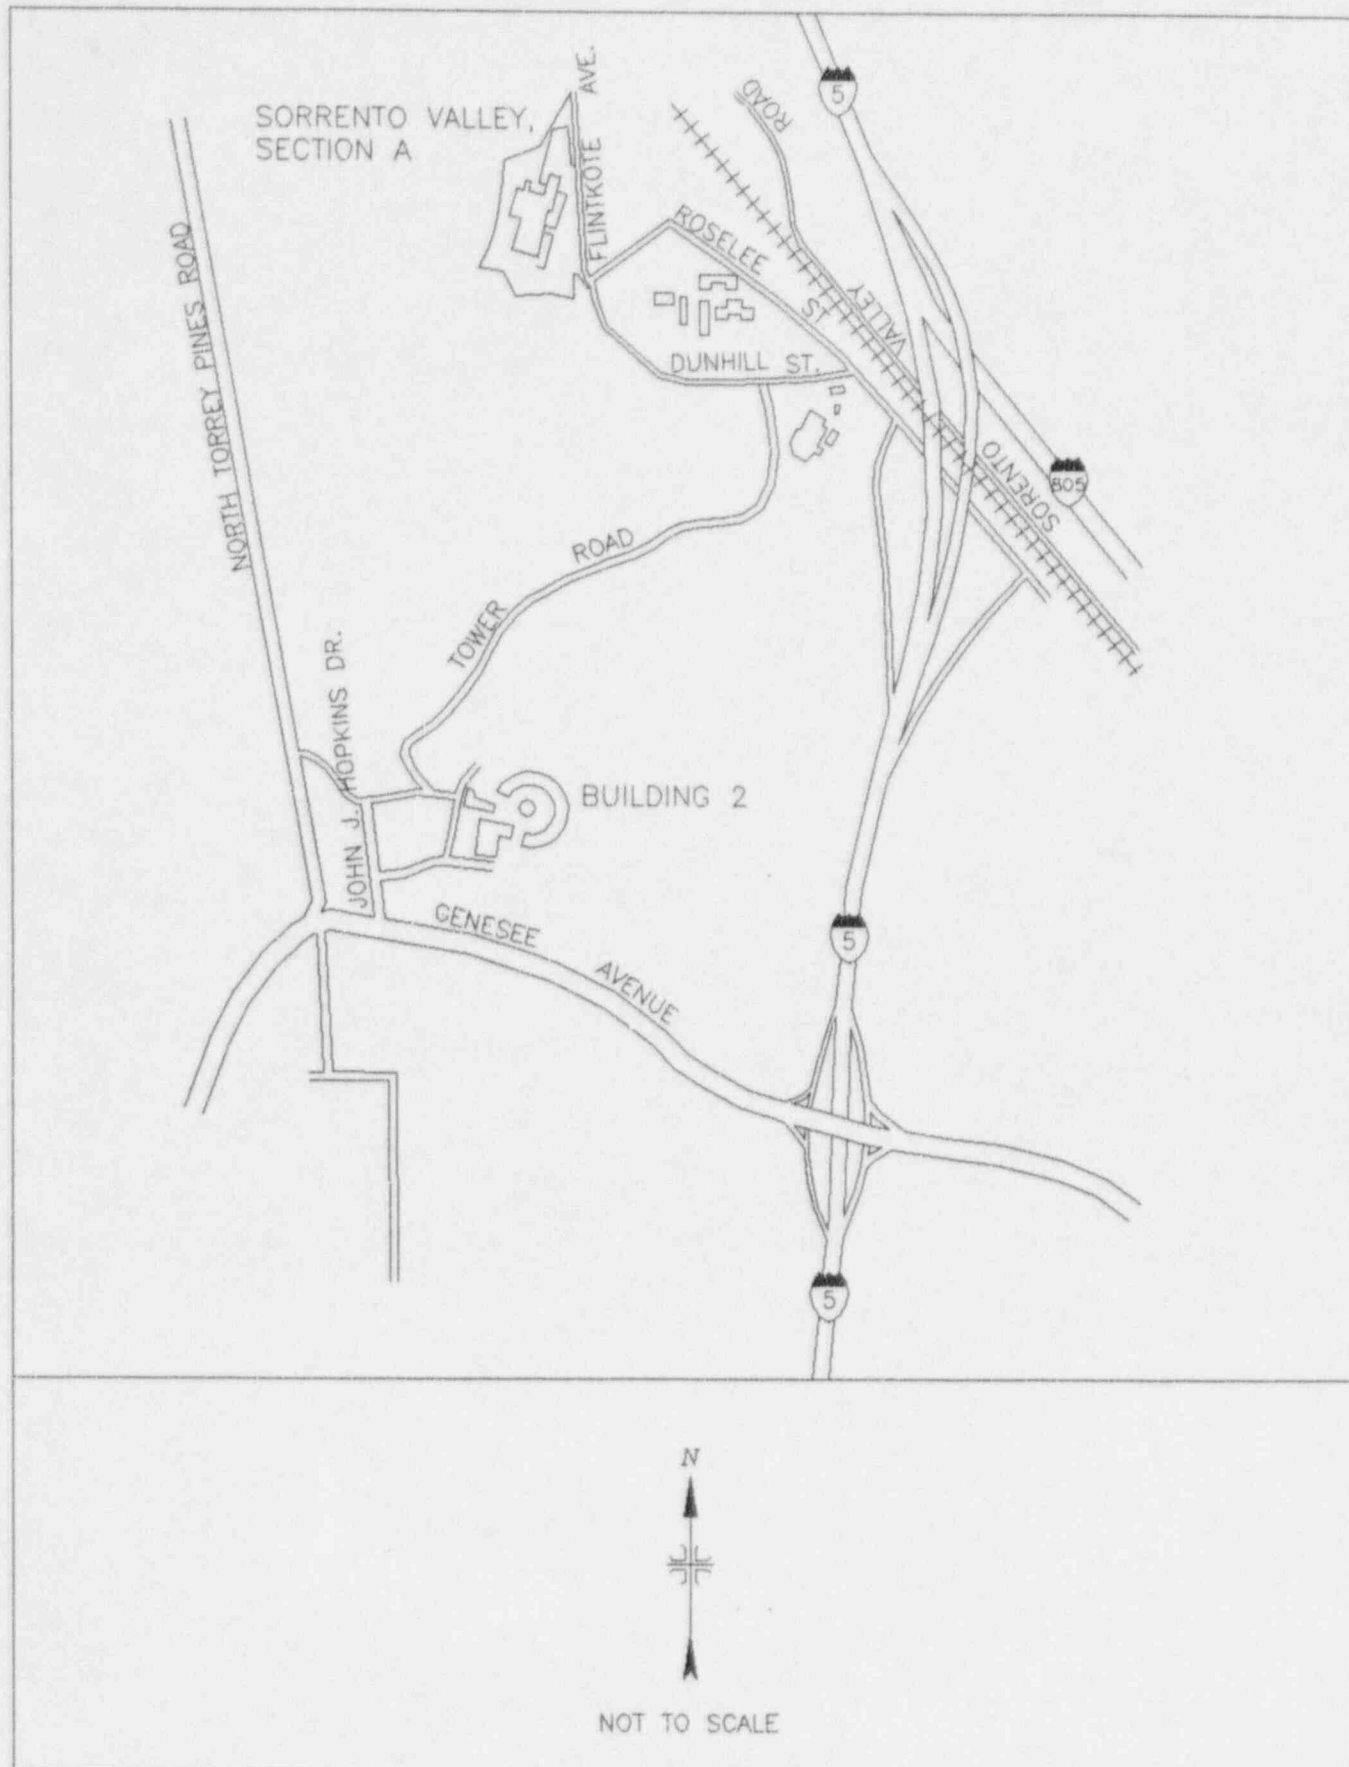 AVE.
5
ROAD
SORRENTO VALLEY,
SECTION A
FLINTKOTE
ROSELEE
ST
VALLEY
NORTH TORREY PINES ROAD
DUNHILL ST.
SORENTO
805
ROAD
TOWER
JOHN J. HOPKINS DR.
BUILDING 2
GENESEE
AVENUE
5
5
N
NOT TO SCALE